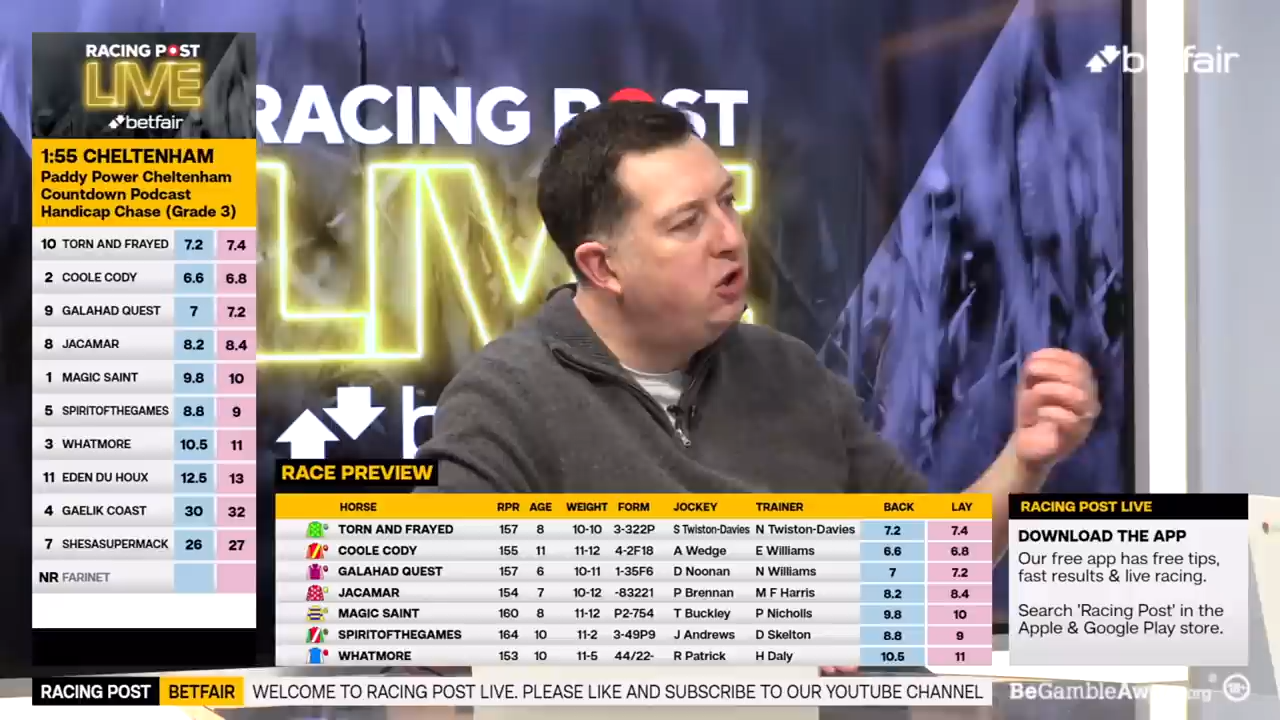 RACING POST
LIVE
betfair
1:55 CHELTENHAM
Paddy Power Cheltenham
Countdown Podcast
Handicap Chase (Grade 3)
10 TORN AND FRAYED 7.2 7.4
2 COOLE CODY 6.6 6.8
9 GALAHAD QUEST 7 7.2
8 JACAMAR 8.2 8.4
1 MAGIC SAINT 9.8 10
5 SPIRITOFTHEGAMES 8.8 9
3 WHATMORE 10.5 11
11 EDEN DU HOUX 12.5 13
4 GAELIK COAST 30 32
7 SHESASUPERMACK 26 27
NR FARINET
RACING POST
LIVE
betfair
RACE PREVIEW
HORSE RPR AGE WEIGHT FORM JOCKEY TRAINER BACK LAY
TORN AND FRAYED 157 8 10-10 3-322P S Twiston-Davies N Twiston-Davies 7.2 7.4
COOLE CODY 155 11 11-12 4-2F18 A Wedge E Williams 6.6 6.8
GALAHAD QUEST 157 6 10-11 1-35F6 D Noonan N Williams 7 7.2
JACAMAR 154 7 10-12 -83221 P Brennan M F Harris 8.2 8.4
MAGIC SAINT 160 8 11-12 P2-754 T Buckley P Nicholls 9.8 10
SPIRITOFTHEGAMES 164 10 11-2 3-49P9 J Andrews D Skelton 8.8 9
WHATMORE 153 10 11-5 44/22- R Patrick H Daly 10.5 11
RACING POST LIVE
DOWNLOAD THE APP
Our free app has free tips,
fast results & live racing.
Search 'Racing Post' in the
Apple & Google Play store.
RACING POST BETFAIR WELCOME TO RACING POST LIVE. PLEASE LIKE AND SUBSCRIBE TO OUR YOUTUBE CHANNEL
BeGambleAware.org 18+